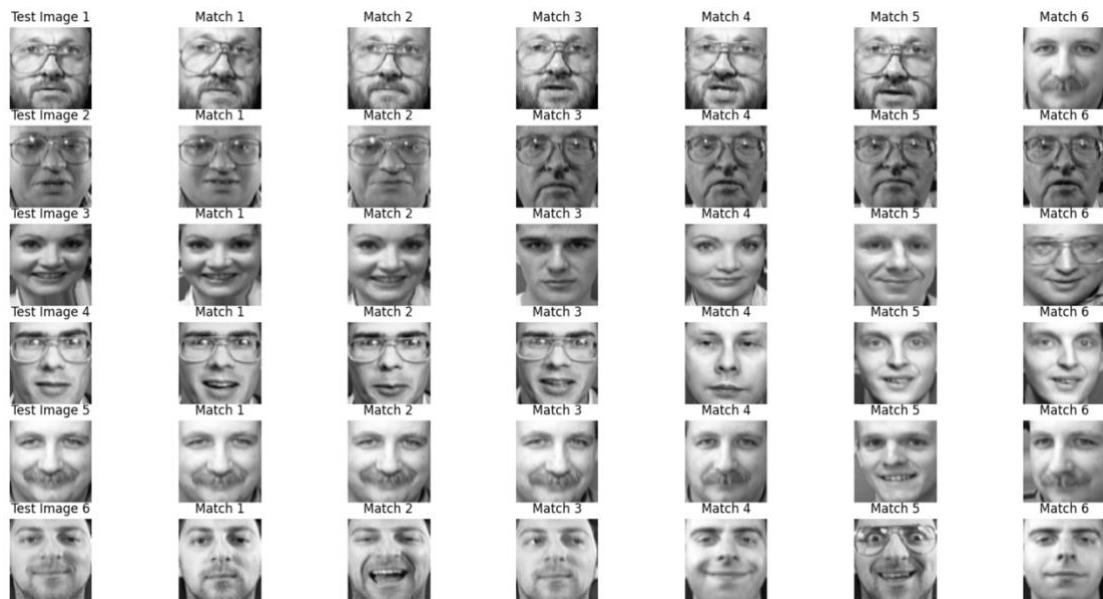 Test Image 1 Match 1 Match 2 Match 3 Match 4 Match 5 Match 6
Test Image 2 Match 1 Match 2 Match 3 Match 4 Match 5 Match 6
Test Image 3 Match 1 Match 2 Match 3 Match 4 Match 5 Match 6
Test Image 4 Match 1 Match 2 Match 3 Match 4 Match 5 Match 6
Test Image 5 Match 1 Match 2 Match 3 Match 4 Match 5 Match 6
Test Image 6 Match 1 Match 2 Match 3 Match 4 Match 5 Match 6